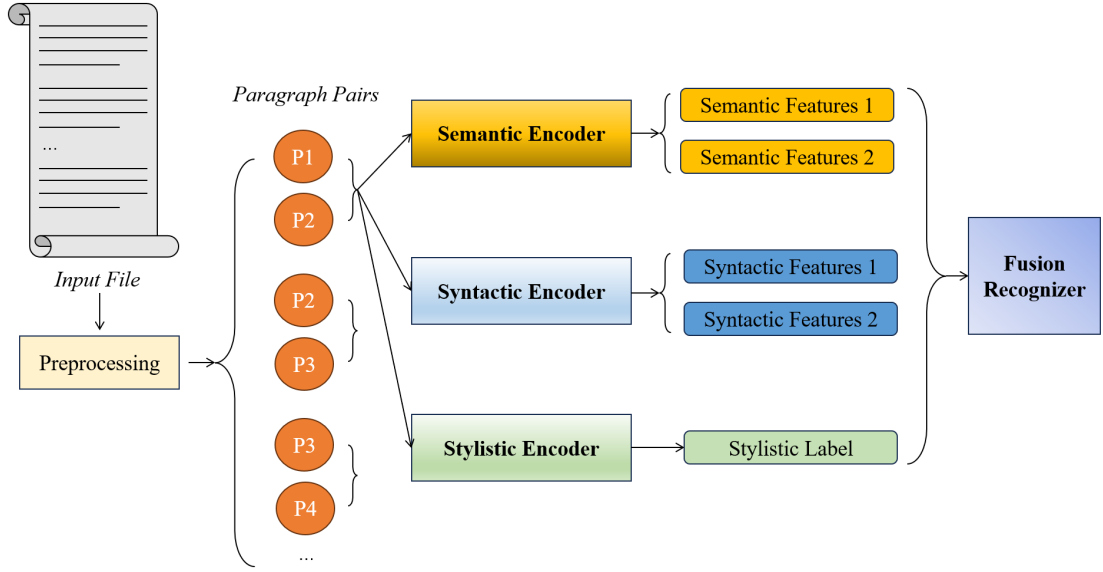 ...
Input File
Preprocessing
Paragraph Pairs
P1
P2
P2
P3
P3
P4
...
Semantic Encoder
Syntactic Encoder
Stylistic Encoder
Semantic Features 1
Semantic Features 2
Syntactic Features 1
Syntactic Features 2
Stylistic Label
Fusion
Recognizer